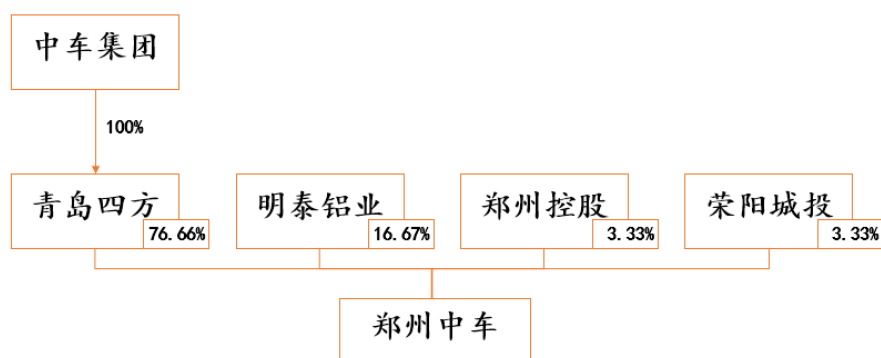 中车集团
100%
青岛四方
76.66%
明泰铝业
16.67%
郑州控股
3.33%
荥阳城投
3.33%
郑州中车